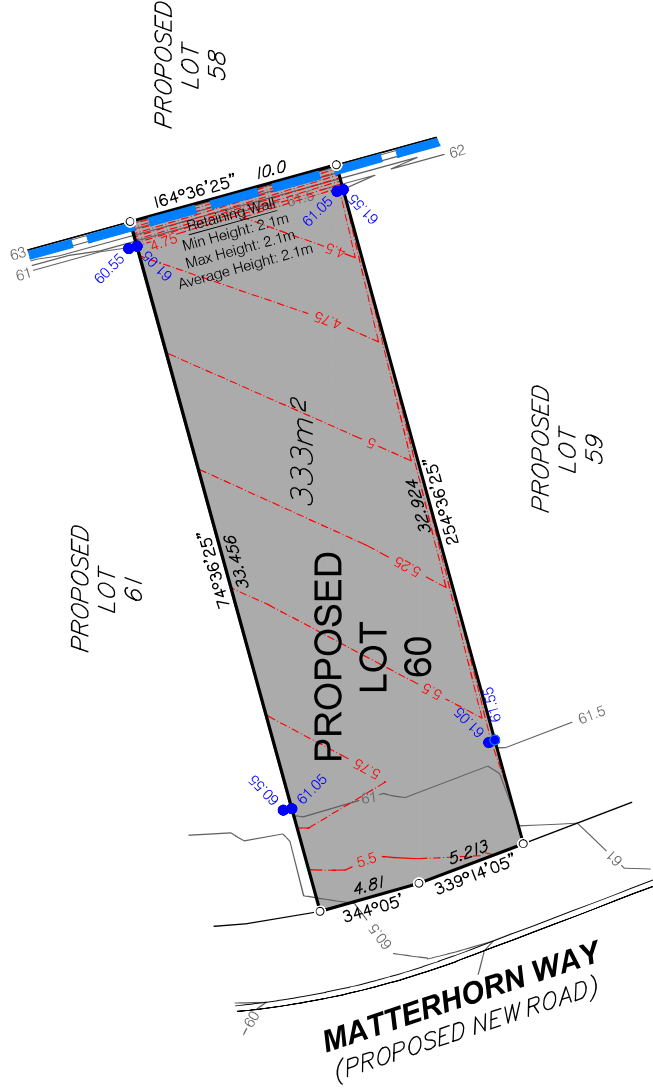 PROPOSED
LOT
58
164°36'25"
10.0
62
63
61
61.5
4.75
Retaining Wall
Min Height: 2.1m
Max Height: 2.1m
Average Height: 2.1m
60.55
61.05
61.05
61.55
4.5
4.75
333m2
5
PROPOSED
LOT
59
32.924
254°36'25"
74°36'25"
33.456
PROPOSED
LOT
61
5.25
PROPOSED
LOT
60
5.5
61.05
61.55
61.5
5.75
60.55
61.05
61
5.5
4.81
344°05'
5.213
339°14'05"
61
60.5
60
MATTERHORN WAY
(PROPOSED NEW ROAD)